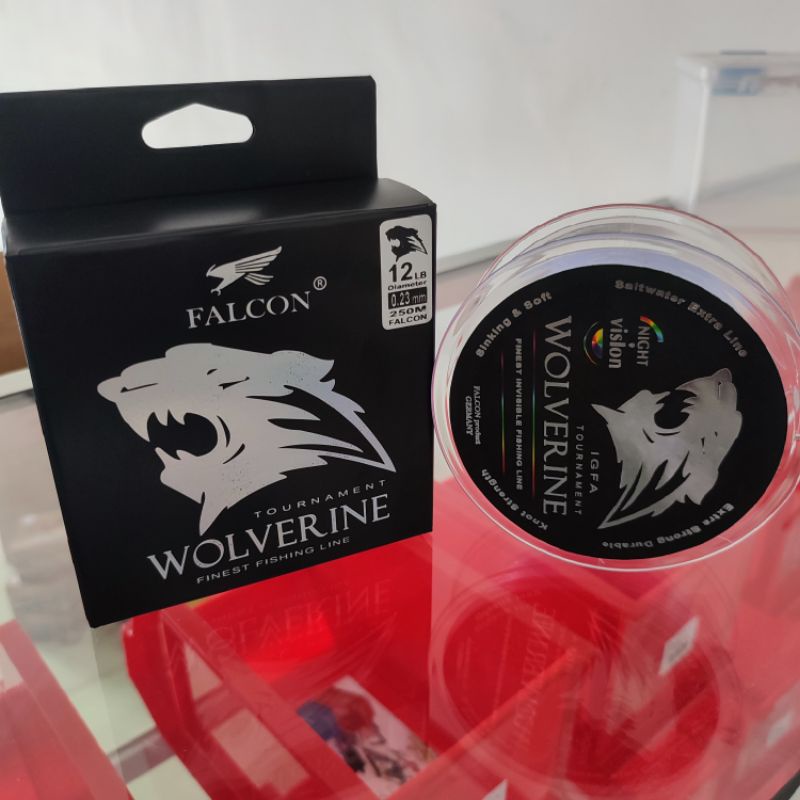 FALCON®
12 LB
Diameter
0.23 mm
250M
FALCON
TOURNAMENT
WOLVERINE
FINEST FISHING LINE
Sinking & Soft
Saltwater Extra Line
NIGHT
vision
IGFA
TOURNAMENT
WOLVERINE
FINEST INVISIBLE FISHING LINE
FALCON product
GERMANY
Knot Strength
Extra Strong Durable